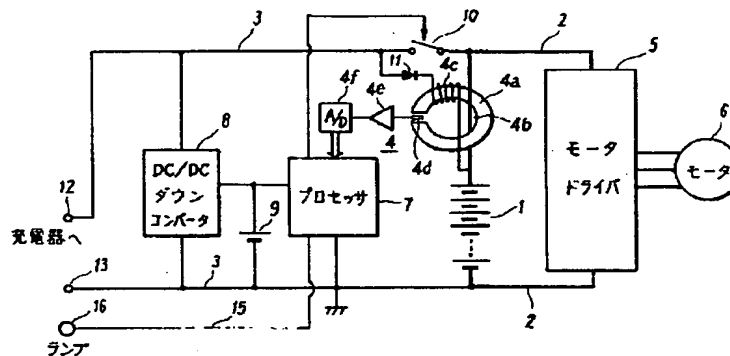 3
10
2
5
11
4c
4a
4f
4e
4b
6
A/D
4
4d
8
DC/DC
ダウン
コンバータ
プロセッサ
7
9
1
モータ
ドライバ
モータ
12
充電器へ
13
3
2
16
15
ランプ